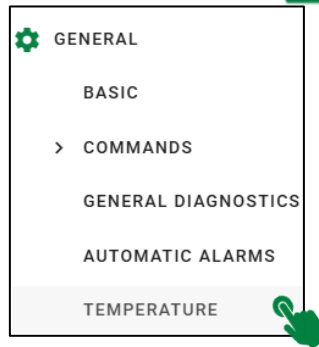 GENERAL
BASIC
COMMANDS
GENERAL DIAGNOSTICS
AUTOMATIC ALARMS
TEMPERATURE